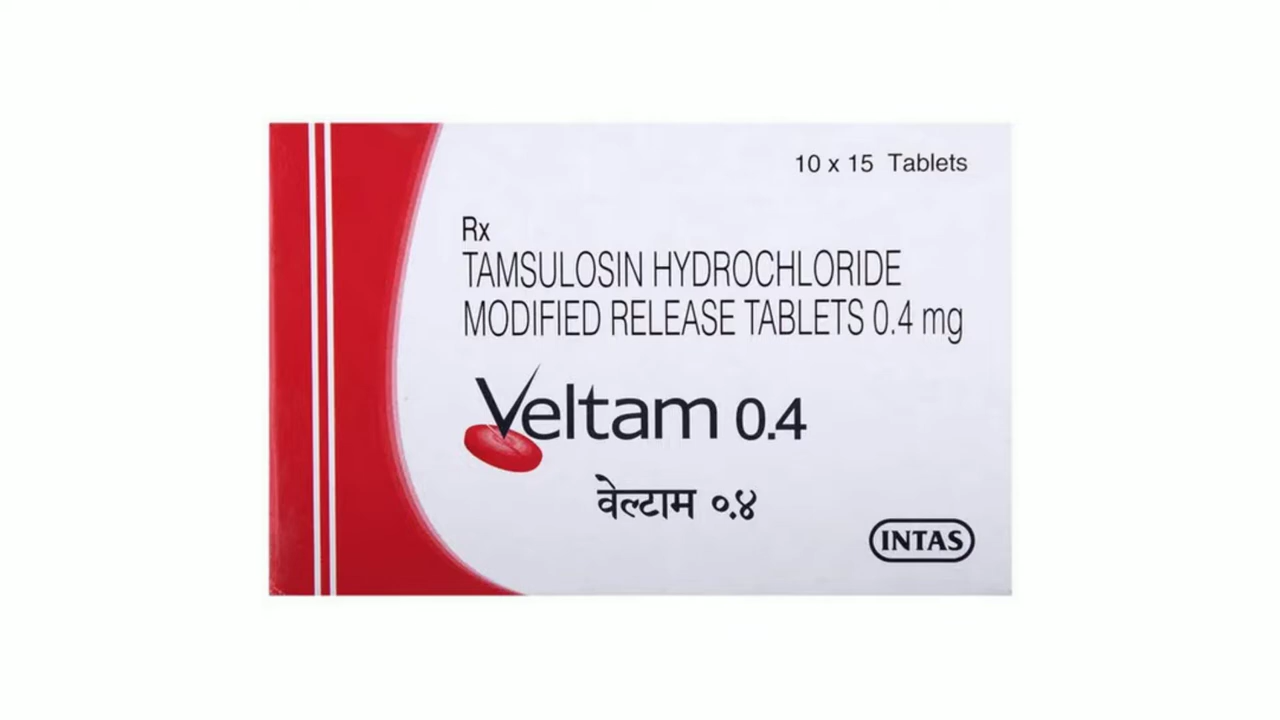 10 x 15 Tablets
Rx
TAMSULOSIN HYDROCHLORIDE
MODIFIED RELEASE TABLETS 0.4 mg
Veltam 0.4
वेल्टाम ०.४
INTAS